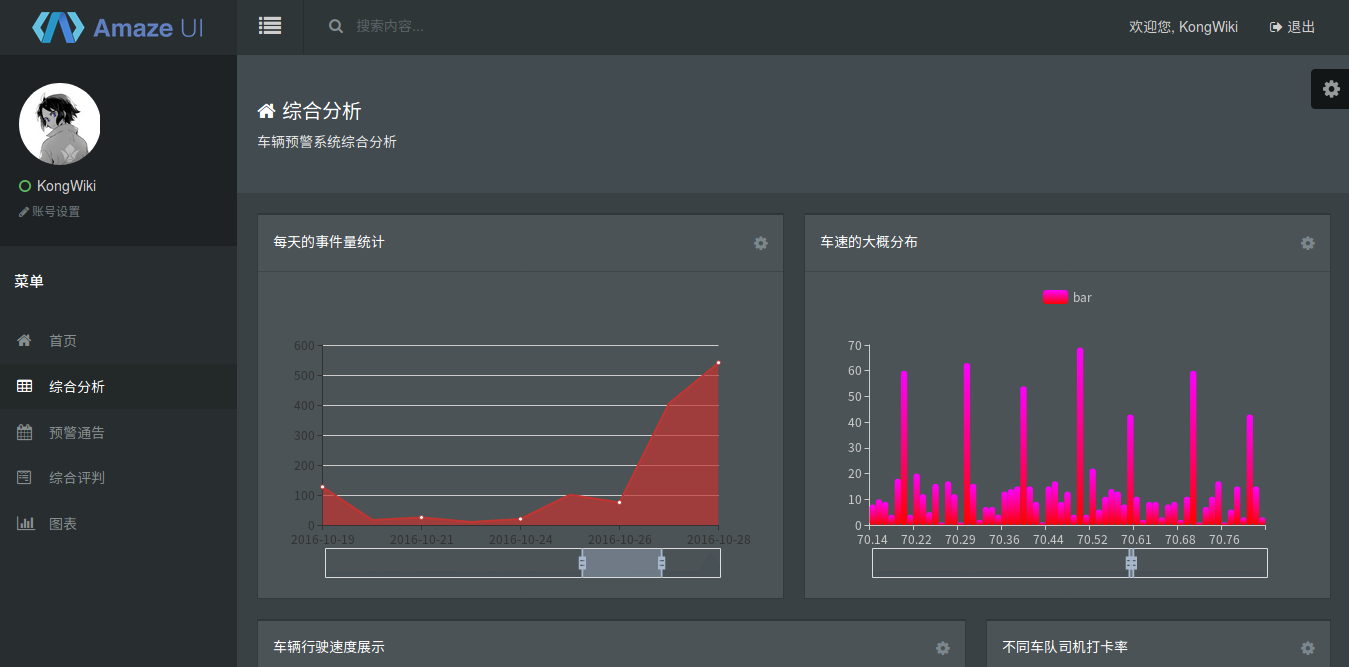 Amaze UI
搜索内容...
欢迎您, KongWiki
退出
KongWiki
账号设置
菜单
首页
综合分析
预警通告
综合评判
图表
综合分析
车辆预警系统综合分析
每天的事件量统计
600
500
400
300
200
100
0
2016-10-19 2016-10-21 2016-10-24 2016-10-26 2016-10-28
车速的大概分布
bar
70
60
50
40
30
20
10
0
70.14 70.22 70.29 70.36 70.44 70.52 70.61 70.68 70.76
车辆行驶速度展示
不同车队司机打卡率